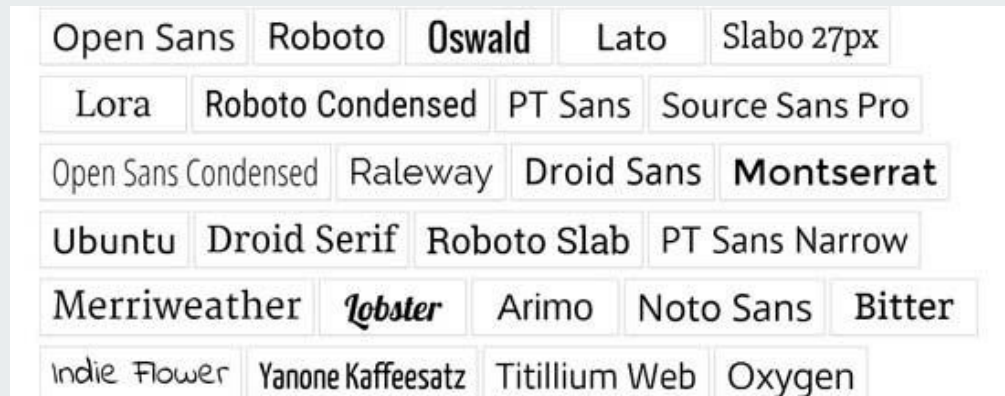 Open Sans Roboto Oswald Lato Slabo 27px
Lora Roboto Condensed PT Sans Source Sans Pro
Open Sans Condensed Raleway Droid Sans Montserrat
Ubuntu Droid Serif Roboto Slab PT Sans Narrow
Merriweather Lobster Arimo Noto Sans Bitter
Indie Flower Yanone Kaffeesatz Titillium Web Oxygen